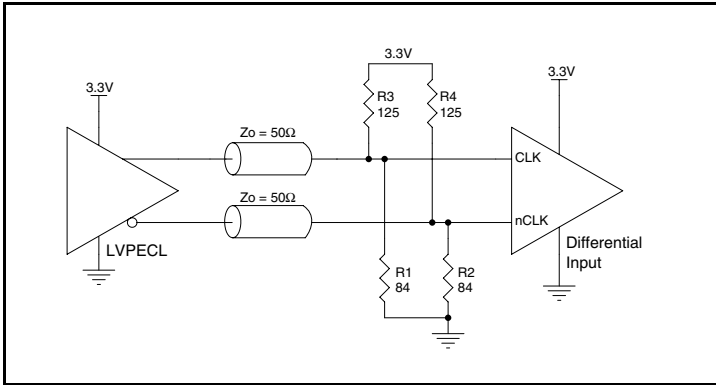 3.3V
3.3V
3.3V
R3
125
R4
125
Zo = 50Ω
CLK
Zo = 50Ω
nCLK
LVPECL
Differential
Input
R1
84
R2
84